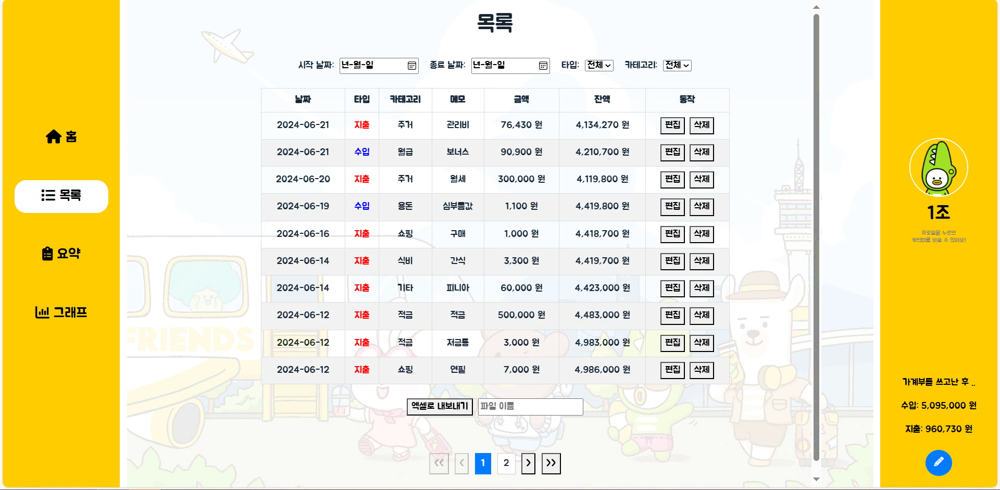 홈
목록
요약
그래프
목록
시작 날짜: 년-월-일 종료 날짜: 년-월-일 타입: 전체 카테고리: 전체
날짜 타입 카테고리 메모 금액 잔액 동작
2024-06-21 지출 주거 관리비 76,430 원 4,134,270 원 편집 삭제
2024-06-21 수입 월급 보너스 90,900 원 4,210,700 원 편집 삭제
2024-06-20 지출 주거 월세 300,000 원 4,119,800 원 편집 삭제
2024-06-19 수입 용돈 심부름값 1,100 원 4,419,800 원 편집 삭제
2024-06-16 지출 쇼핑 구매 1,000 원 4,418,700 원 편집 삭제
2024-06-14 지출 식비 간식 3,300 원 4,419,700 원 편집 삭제
2024-06-14 지출 기타 피니아 60,000 원 4,423,000 원 편집 삭제
2024-06-12 지출 적금 적금 500,000 원 4,483,000 원 편집 삭제
2024-06-12 지출 적금 저금통 3,000 원 4,983,000 원 편집 삭제
2024-06-12 지출 쇼핑 연필 7,000 원 4,986,000 원 편집 삭제
FRIENDS
엑셀로 내보내기 파일 이름
<< < 1 2 > >>
1조
프로필을 누르면
캐릭터를 바꿀 수 있어요!
가계부를 쓰고난 후 ..
수입: 5,095,000 원
지출: 960,730 원